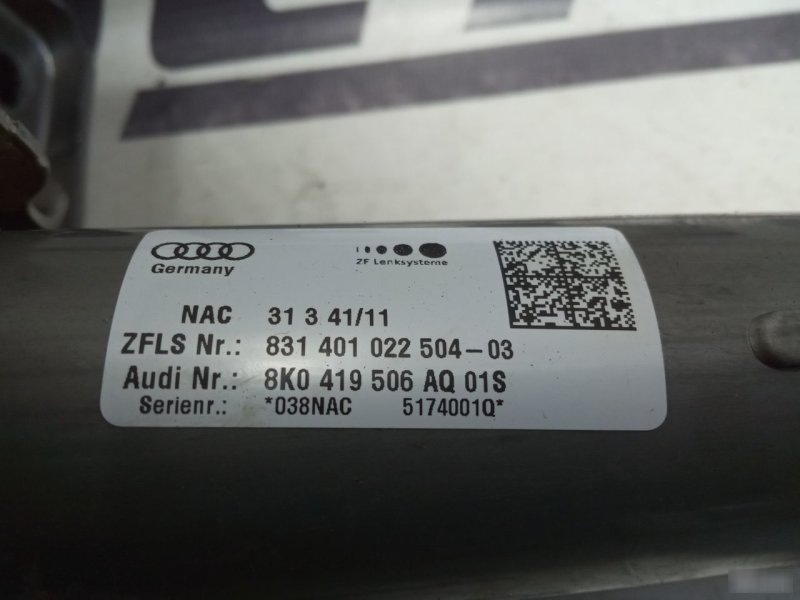 Germany
ZF Lenksysteme
NAC 31 3 41/11
ZFLS Nr.: 831 401 022 504-03
Audi Nr.: 8K0 419 506 AQ 01S
Serienr.: *038NAC 5174001Q*